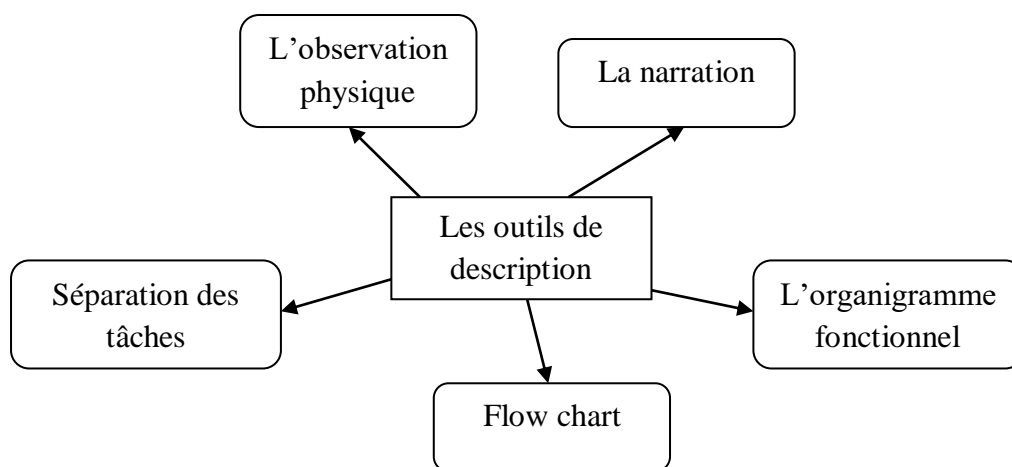 L’observation
physique
La narration
Les outils de
description
Séparation des
tâches
L’organigramme
fonctionnel
Flow chart